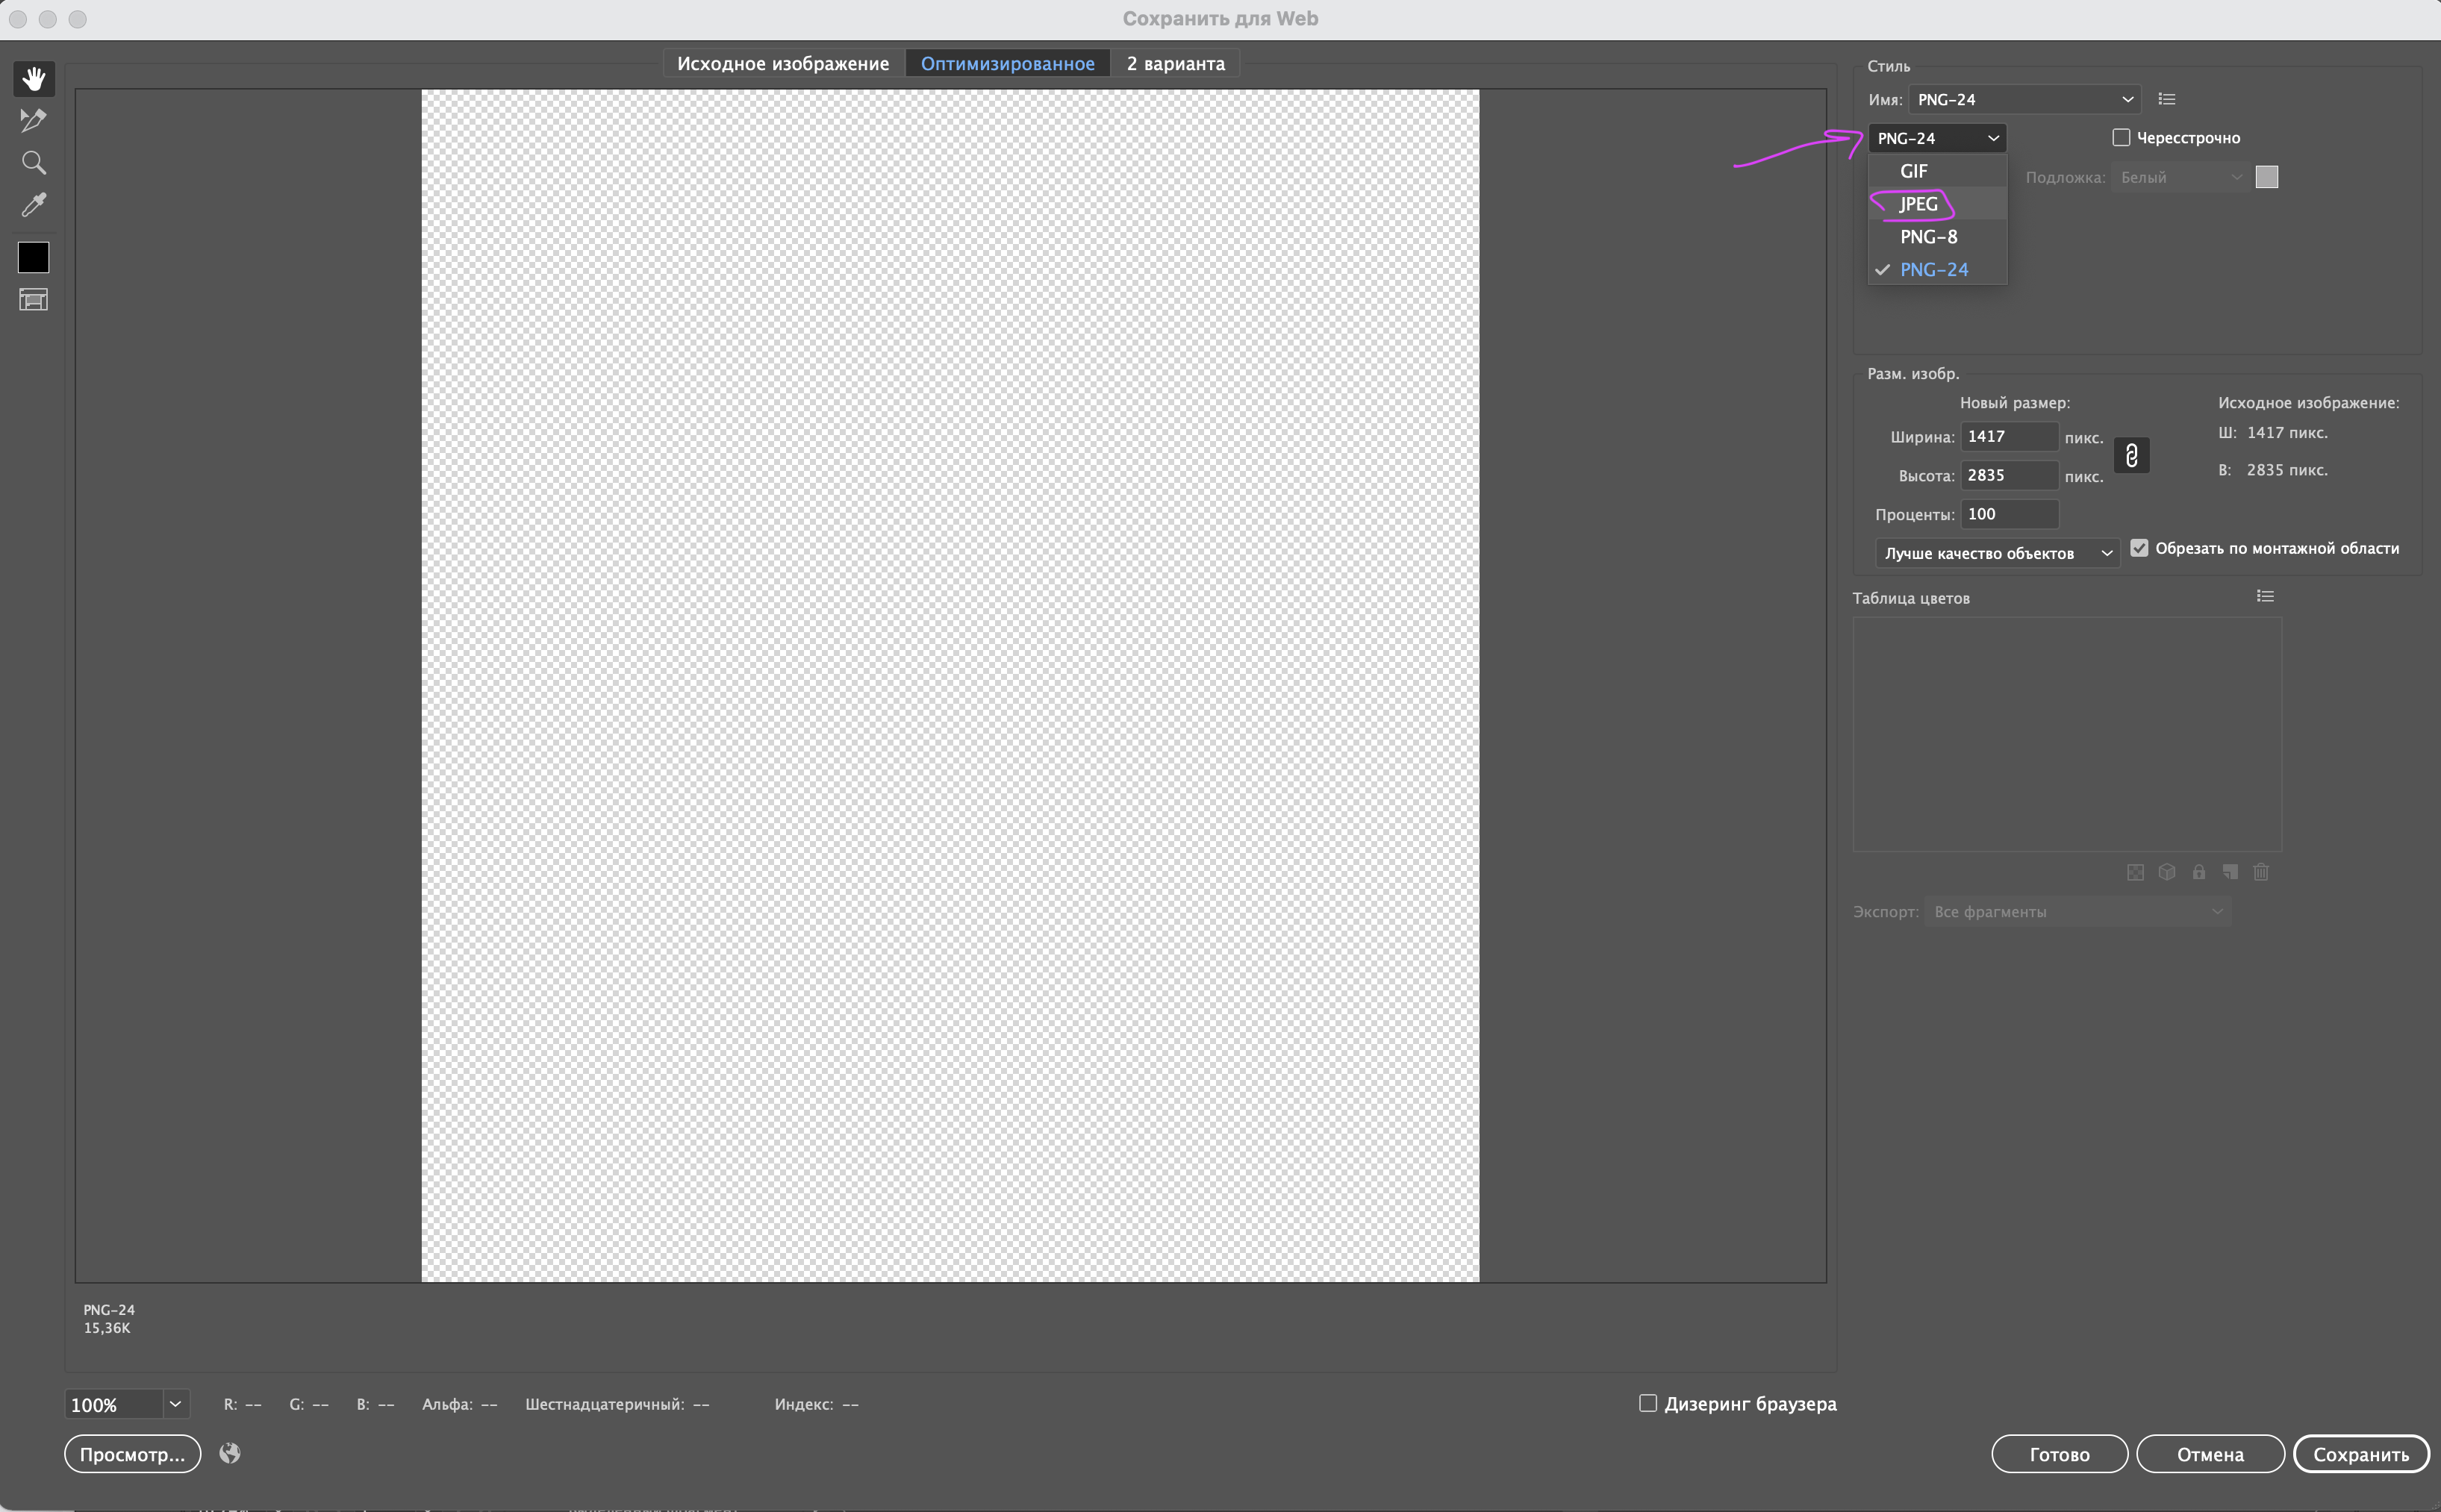 Сохранить для Web
Исходное изображение Оптимизированное 2 варианта
Стиль
Имя: PNG-24
PNG-24 Чересстрочно
GIF
Подложка: Белый
JPEG
PNG-8
PNG-24
Разм. изобр.
Новый размер: Исходное изображение:
Ширина: 1417 пикс. Ш: 1417 пикс.
Высота: 2835 пикс. В: 2835 пикс.
Проценты: 100
Лучше качество объектов Обрезать по монтажной области
Таблица цветов
Экспорт: Все фрагменты
PNG-24
15,36K
100% R: -- G: -- B: -- Альфа: -- Шестнадцатеричный: -- Индекс: -- Дизеринг браузера
Просмотр... Готово Отмена Сохранить